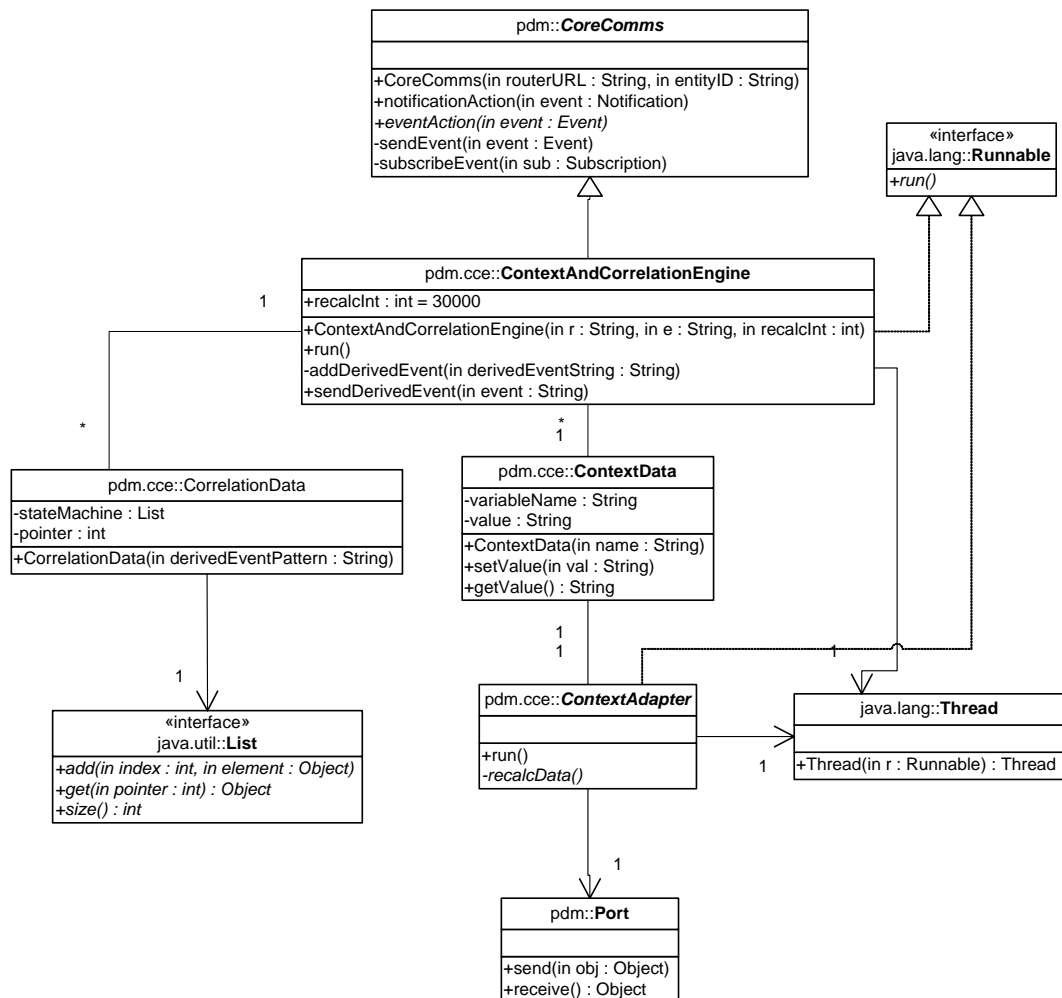 pdm::CoreComms
+CoreComms(in routerURL : String, in entityID : String)
+notificationAction(in event : Notification)
+eventAction(in event : Event)
-sendEvent(in event : Event)
-subscribeEvent(in sub : Subscription)
«interface»
java.lang::Runnable
+run()
pdm.cce::ContextAndCorrelationEngine
+recalcInt : int = 30000
+ContextAndCorrelationEngine(in r : String, in e : String, in recalcInt : int)
+run()
-addDerivedEvent(in derivedEventString : String)
+sendDerivedEvent(in event : String)
1
*
*
1
pdm.cce::CorrelationData
-stateMachine : List
-pointer : int
+CorrelationData(in derivedEventPattern : String)
pdm.cce::ContextData
-variableName : String
-value : String
+ContextData(in name : String)
+setValue(in val : String)
+getValue() : String
1
1
1
1
«interface»
java.util::List
+add(in index : int, in element : Object)
+get(in pointer : int) : Object
+size() : int
pdm.cce::ContextAdapter
+run()
-recalcData()
1
java.lang::Thread
+Thread(in r : Runnable) : Thread
1
pdm::Port
+send(in obj : Object)
+receive() : Object